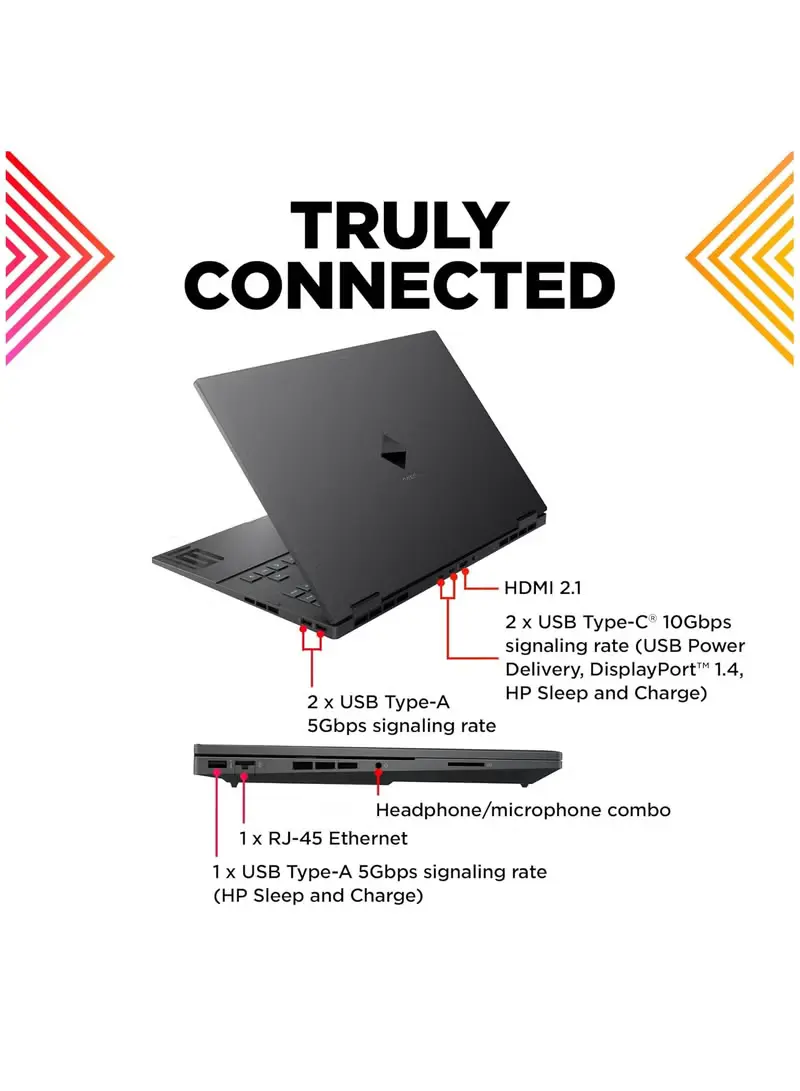 TRULY
CONNECTED
HDMI 2.1
2 x USB Type-C® 10Gbps
signaling rate (USB Power
Delivery, DisplayPort™ 1.4,
HP Sleep and Charge)
2 x USB Type-A
5Gbps signaling rate
Headphone/microphone combo
1 x RJ-45 Ethernet
1 x USB Type-A 5Gbps signaling rate
(HP Sleep and Charge)